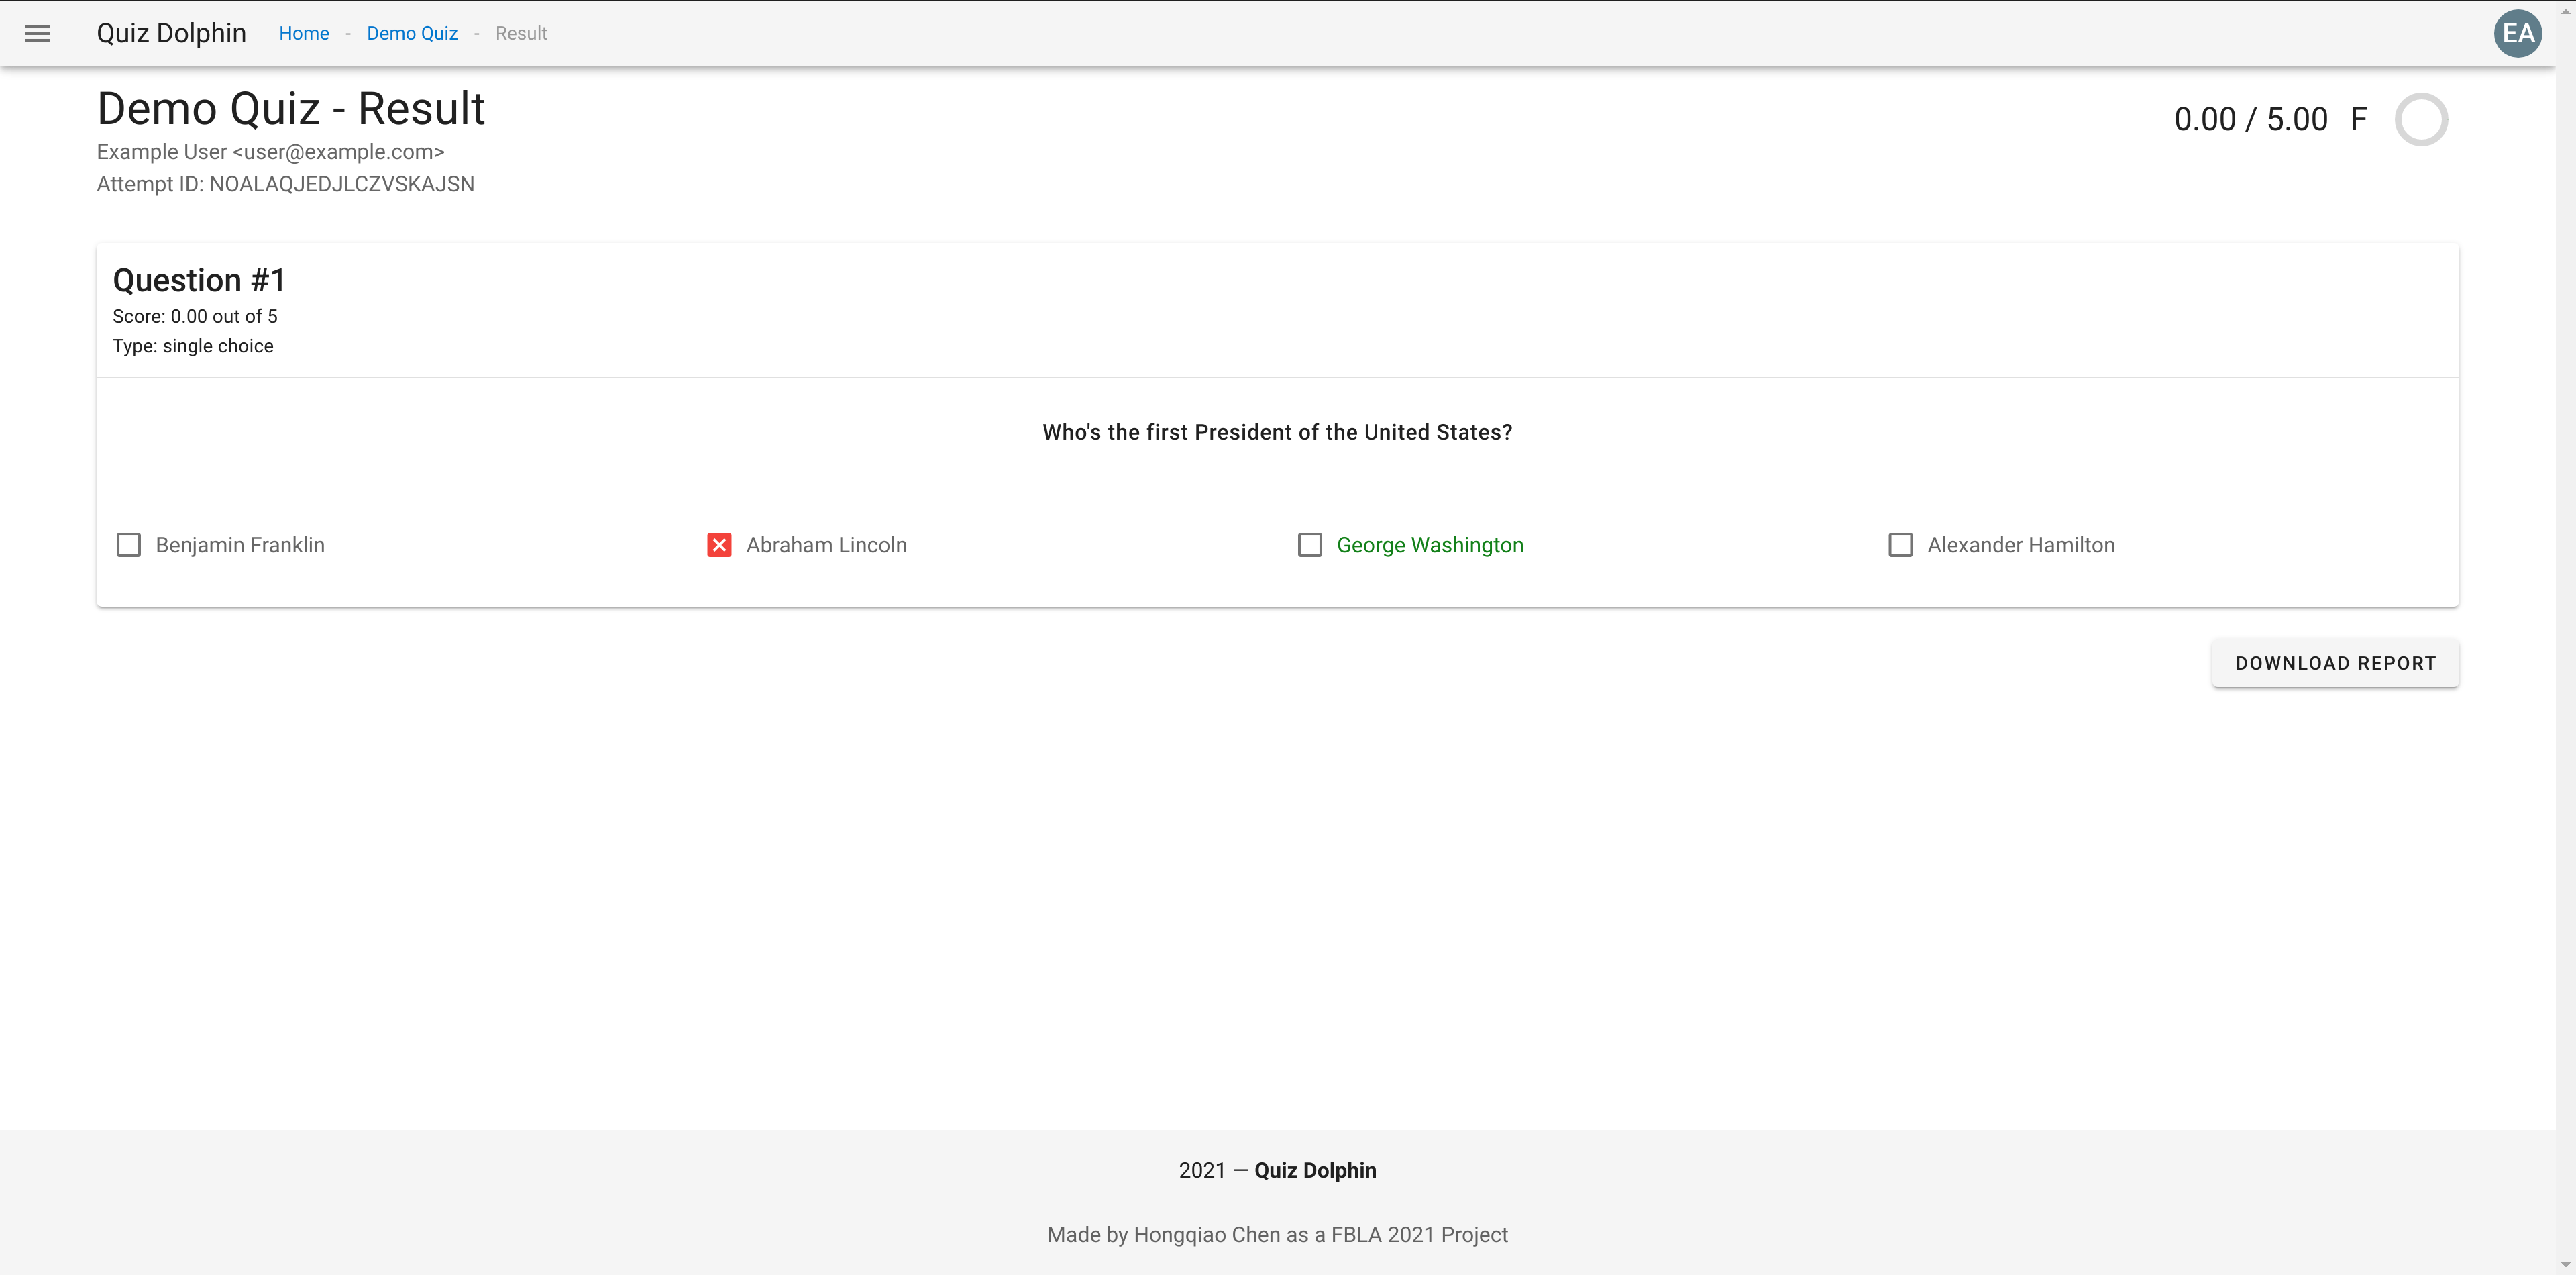 Quiz Dolphin Home - Demo Quiz - Result EA
Demo Quiz - Result
0.00 / 5.00 F
Example User <user@example.com>
Attempt ID: NOALAQJEDJLCZVSKAJSN
Question #1
Score: 0.00 out of 5
Type: single choice
Who's the first President of the United States?
Benjamin Franklin Abraham Lincoln George Washington Alexander Hamilton
DOWNLOAD REPORT
2021 — Quiz Dolphin
Made by Hongqiao Chen as a FBLA 2021 Project